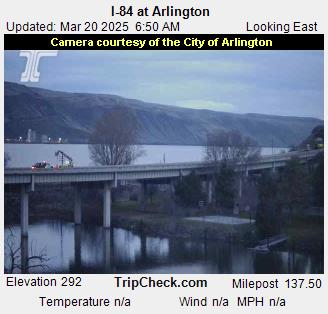 I-84 at Arlington
Updated: Mar 20 2025 6:50 AM Looking East
Camera courtesy of the City of Arlington
Elevation 292 TripCheck.com Milepost 137.50
Temperature n/a Wind n/a MPH n/a